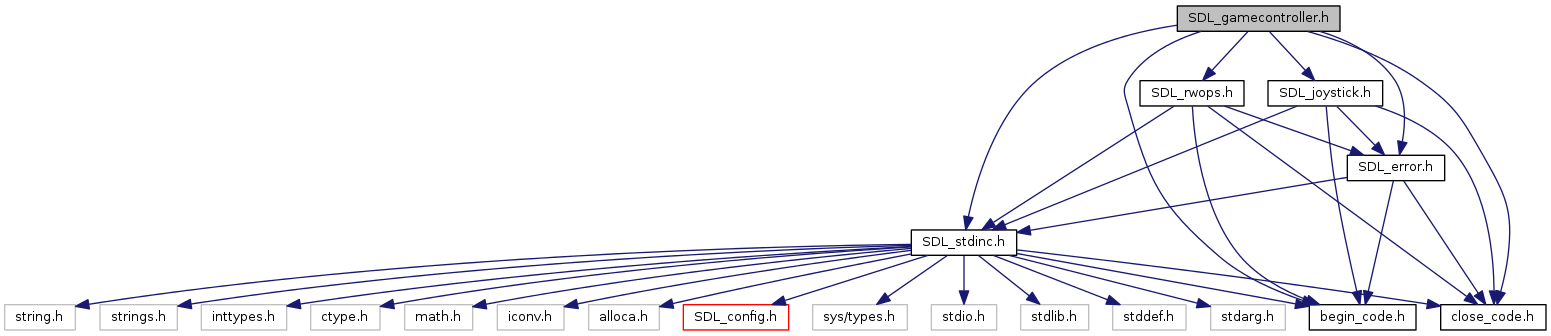 SDL_gamecontroller.h
SDL_rwops.h
SDL_joystick.h
SDL_error.h
SDL_stdinc.h
string.h
strings.h
inttypes.h
ctype.h
math.h
iconv.h
alloca.h
SDL_config.h
sys/types.h
stdio.h
stdlib.h
stddef.h
stdarg.h
begin_code.h
close_code.h